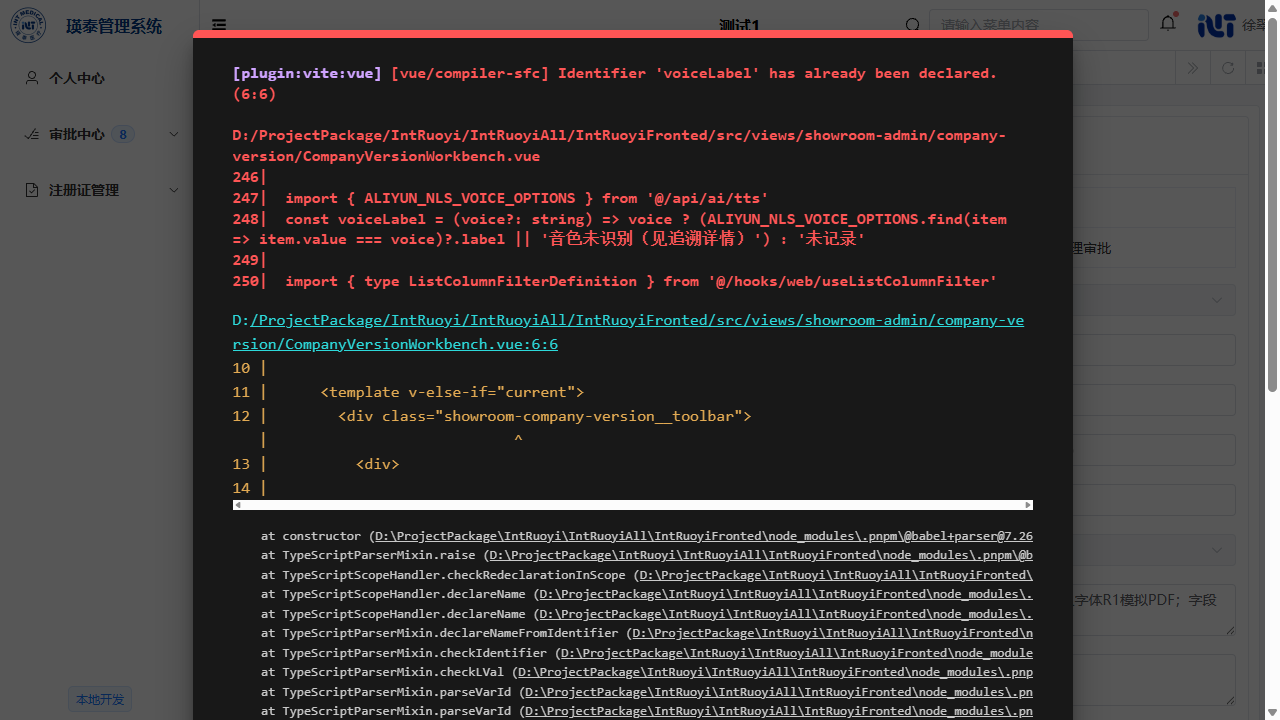 瑛泰管理系统
测试1
请输入菜单内容
个人中心
审批中心 8
注册证管理
本地开发
[plugin:vite:vue] [vue/compiler-sfc] Identifier 'voiceLabel' has already been declared.
(6:6)
D:/ProjectPackage/IntRuoyi/IntRuoyiAll/IntRuoyiFronted/src/views/showroom-admin/company-
version/CompanyVersionWorkbench.vue
246|
247|  import { ALIYUN_NLS_VOICE_OPTIONS } from '@/api/ai/tts'
248|  const voiceLabel = (voice?: string) => voice ? (ALIYUN_NLS_VOICE_OPTIONS.find(item
=> item.value === voice)?.label || '音色未识别（见追溯详情）') : '未记录'
249|
250|  import { type ListColumnFilterDefinition } from '@/hooks/web/useListColumnFilter'
D:/ProjectPackage/IntRuoyi/IntRuoyiAll/IntRuoyiFronted/src/views/showroom-admin/company-ve
rsion/CompanyVersionWorkbench.vue:6:6
10 |
11 |      <template v-else-if="current">
12 |        <div class="showroom-company-version__toolbar">
|                            ^
13 |          <div>
14 |
at constructor (D:\ProjectPackage\IntRuoyi\IntRuoyiAll\IntRuoyiFronted\node_modules\.pnpm\@babel+parser@7.26
at TypeScriptParserMixin.raise (D:\ProjectPackage\IntRuoyi\IntRuoyiAll\IntRuoyiFronted\node_modules\.pnpm\@b
at TypeScriptScopeHandler.checkRedeclarationInScope (D:\ProjectPackage\IntRuoyi\IntRuoyiAll\IntRuoyiFronted\
at TypeScriptScopeHandler.declareName (D:\ProjectPackage\IntRuoyi\IntRuoyiAll\IntRuoyiFronted\node_modules\.
at TypeScriptScopeHandler.declareName (D:\ProjectPackage\IntRuoyi\IntRuoyiAll\IntRuoyiFronted\node_modules\.
at TypeScriptParserMixin.declareNameFromIdentifier (D:\ProjectPackage\IntRuoyi\IntRuoyiAll\IntRuoyiFronted\n
at TypeScriptParserMixin.checkIdentifier (D:\ProjectPackage\IntRuoyi\IntRuoyiAll\IntRuoyiFronted\node_module
at TypeScriptParserMixin.checkLVal (D:\ProjectPackage\IntRuoyi\IntRuoyiAll\IntRuoyiFronted\node_modules\.pnp
at TypeScriptParserMixin.parseVarId (D:\ProjectPackage\IntRuoyi\IntRuoyiAll\IntRuoyiFronted\node_modules\.pn
at TypeScriptParserMixin.parseVarId (D:\ProjectPackage\IntRuoyi\IntRuoyiAll\IntRuoyiFronted\node_modules\.pn
理审批
字体R1模拟PDF；字段